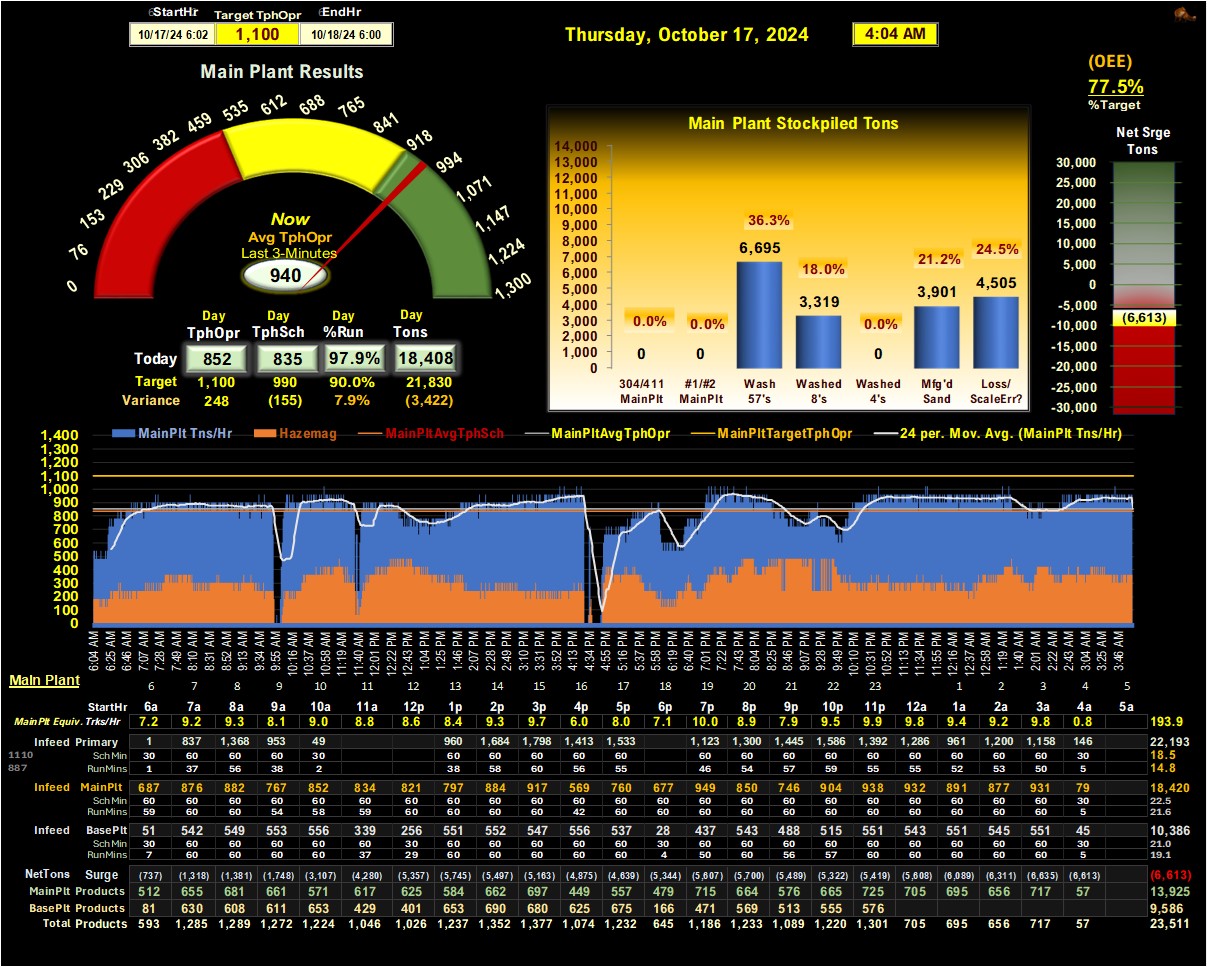 StartHr Target TphOpr EndHr
10/17/24 6:02 1,100 10/18/24 6:00
Thursday, October 17, 2024 4:04 AM
(OEE)
77.5%
%Target
Main Plant Results
0 76 153 229 306 382 459 535 612 688 765 841 918 994 1,071 1,147 1,224 1,300
Now
Avg TphOpr
Last 3-Minutes
940
Day Day Day Day
TphOpr TphSch %Run Tons
Today 852 835 97.9% 18,408
Target 1,100 990 90.0% 21,830
Variance 248 (155) 7.9% (3,422)
Main Plant Stockpiled Tons
14,000
13,000
12,000
11,000
10,000
9,000
8,000
7,000
6,000
5,000
4,000
3,000
2,000
1,000
0
0.0% 0.0% 36.3% 18.0% 0.0% 21.2% 24.5%
0 0 6,695 3,319 0 3,901 4,505
304/411 #1/#2 Wash Washed Washed Mfg'd Loss/
MainPlt MainPlt 57's 8's 4's Sand ScaleErr?
Net Srge
Tons
30,000
25,000
20,000
15,000
10,000
5,000
0
-5,000
(6,613)
-10,000
-15,000
-20,000
-25,000
-30,000
MainPlt Tns/Hr Hazemag MainPltAvgTphSch MainPltAvgTphOpr MainPltTargetTphOpr 24 per. Mov. Avg. (MainPlt Tns/Hr)
1,400
1,300
1,200
1,100
1,000
900
800
700
600
500
400
300
200
100
0
6:04 AM 6:25 AM 6:46 AM 7:07 AM 7:28 AM 7:49 AM 8:10 AM 8:31 AM 8:52 AM 9:13 AM 9:34 AM 9:55 AM 10:16 AM 10:37 AM 10:58 AM 11:19 AM 11:40 AM 12:01 PM 12:22 PM 12:43 PM 1:04 PM 1:25 PM 1:46 PM 2:07 PM 2:28 PM 2:49 PM 3:10 PM 3:31 PM 3:52 PM 4:13 PM 4:34 PM 4:55 PM 5:16 PM 5:37 PM 5:58 PM 6:19 PM 6:40 PM 7:01 PM 7:22 PM 7:43 PM 8:04 PM 8:25 PM 8:46 PM 9:07 PM 9:28 PM 9:49 PM 10:10 PM 10:31 PM 10:52 PM 11:13 PM 11:34 PM 11:55 PM 12:16 AM 12:37 AM 12:58 AM 1:19 AM 1:40 AM 2:01 AM 2:22 AM 2:43 AM 3:04 AM 3:25 AM 3:46 AM
Main Plant 6 7 8 9 10 11 12 13 14 15 16 17 18 19 20 21 22 23 1 2 3 4 5
StartHr 6a 7a 8a 9a 10a 11a 12p 1p 2p 3p 4p 5p 6p 7p 8p 9p 10p 11p 12a 1a 2a 3a 4a 5a
MainPlt Equiv. Trks/Hr 7.2 9.2 9.3 8.1 9.0 8.8 8.6 8.4 9.3 9.7 6.0 8.0 7.1 10.0 8.9 7.9 9.5 9.9 9.8 9.4 9.2 9.8 0.8 193.9
Infeed Primary 1 837 1,368 953 49 960 1,684 1,798 1,413 1,533 1,123 1,300 1,445 1,586 1,392 1,286 961 1,200 1,158 146 22,193
1110 SchMin 30 60 60 60 30 60 60 60 60 60 60 60 60 60 60 60 60 60 60 30 18.5
887 RunMins 1 37 56 38 2 38 58 60 56 55 46 54 57 59 55 55 52 53 50 5 14.8
Infeed MainPlt 687 876 882 767 852 834 821 797 884 917 569 760 677 949 850 746 904 938 932 891 877 931 79 18,420
SchMin 60 60 60 60 60 60 60 60 60 60 60 60 60 60 60 60 60 60 60 60 60 60 30 22.5
RunMins 59 60 60 54 58 59 60 60 60 60 42 60 60 60 60 60 60 60 60 60 60 60 5 21.6
Infeed BasePlt 51 542 549 553 556 339 256 551 552 547 556 537 28 437 543 488 515 551 543 551 545 551 45 10,386
SchMin 30 60 60 60 60 60 30 60 60 60 60 60 30 60 60 60 60 60 60 60 60 60 30 21.0
RunMins 7 60 60 60 60 37 29 60 60 60 60 60 4 50 60 56 57 60 60 60 60 60 5 19.1
NetTons Surge (737) (1,318) (1,381) (1,748) (3,107) (4,280) (5,357) (5,745) (5,497) (5,163) (4,875) (4,639) (5,344) (5,607) (5,700) (5,489) (5,322) (5,419) (5,608) (6,089) (6,311) (6,635) (6,613) (6,613)
MainPlt Products 512 655 681 661 571 617 625 584 662 697 449 557 479 715 664 576 665 725 705 695 656 717 57 13,925
BasePlt Products 81 630 608 611 653 429 401 653 690 680 625 675 166 471 569 513 555 576 9,586
Total Products 593 1,285 1,289 1,272 1,224 1,046 1,026 1,237 1,352 1,377 1,074 1,232 645 1,186 1,233 1,089 1,220 1,301 705 695 656 717 57 23,511